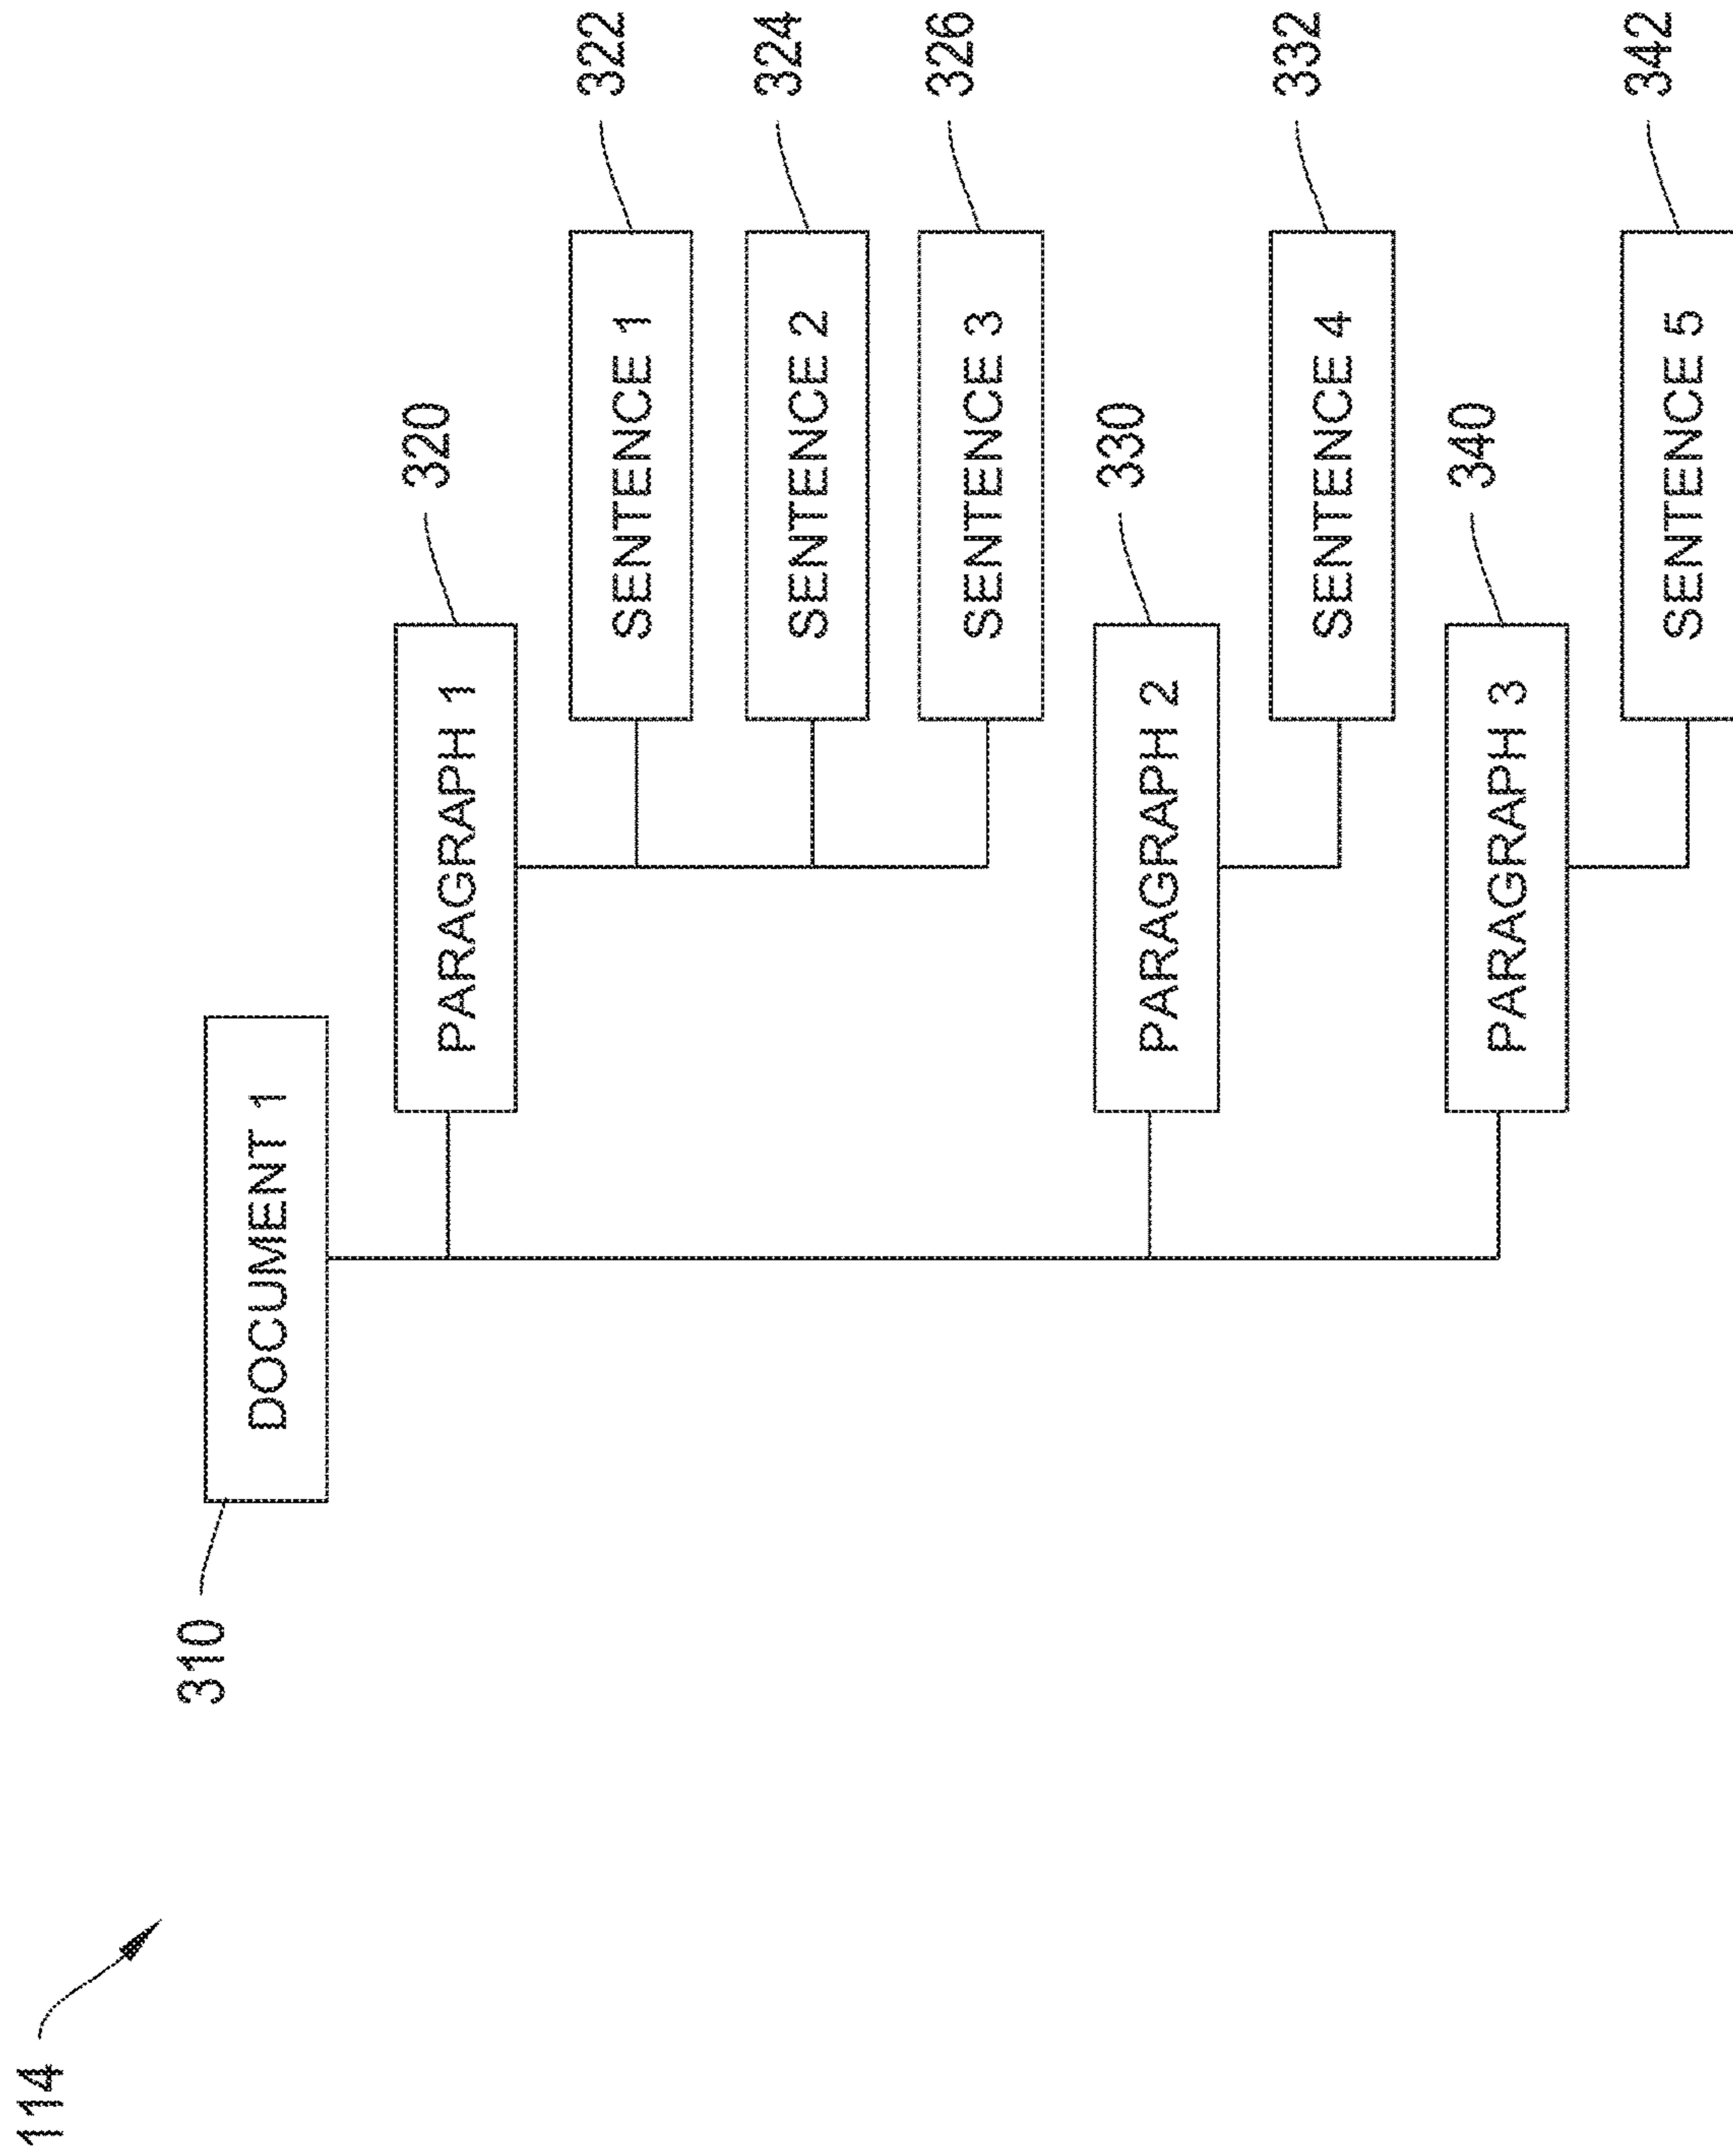 114
310
DOCUMENT 1
320
PARAGRAPH 1
322
SENTENCE 1
324
SENTENCE 2
326
SENTENCE 3
330
PARAGRAPH 2
332
SENTENCE 4
340
PARAGRAPH 3
342
SENTENCE 5